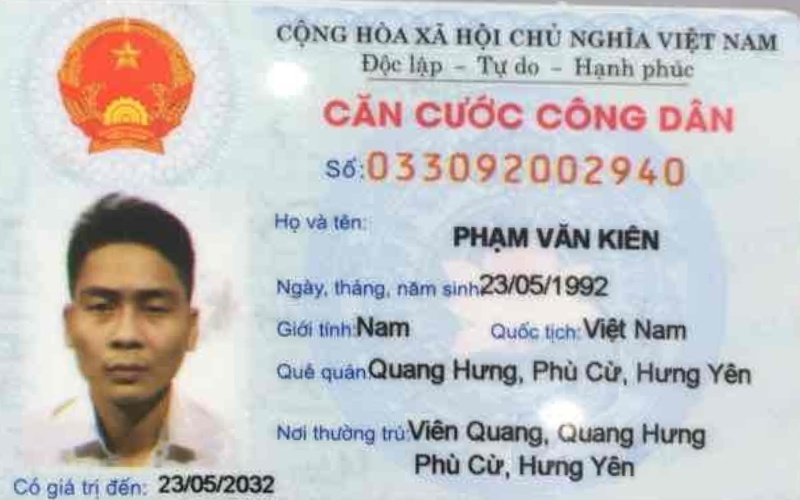 CỘNG HÒA XÃ HỘI CHỦ NGHĨA VIỆT NAM
Độc lập – Tự do – Hạnh phúc
CĂN CƯỚC CÔNG DÂN
Số: 033092002940
Họ và tên:
PHẠM VĂN KIÊN
Ngày, tháng, năm sinh: 23/05/1992
Giới tính: Nam Quốc tịch: Việt Nam
Quê quán: Quang Hưng, Phù Cừ, Hưng Yên
Nơi thường trú: Viên Quang, Quang Hưng
Phù Cừ, Hưng Yên
Có giá trị đến: 23/05/2032